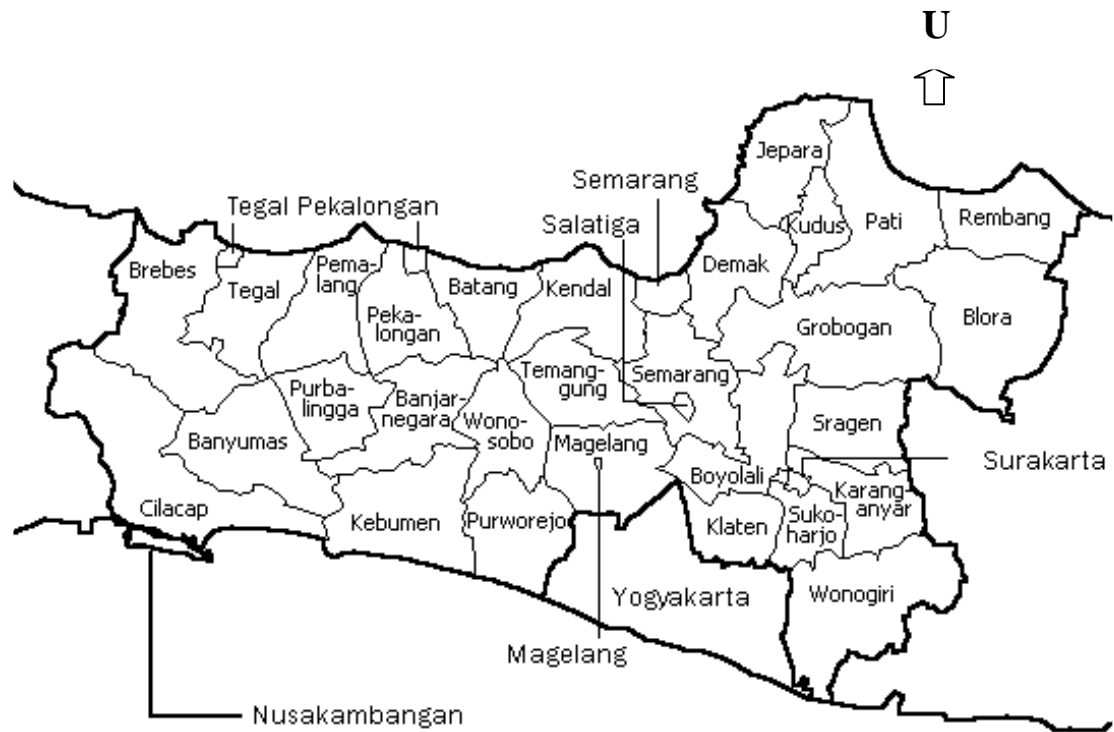 U
Jepara
Semarang
Tegal Pekalongan
Salatiga
Kudus
Pati
Rembang
Brebes
Tegal
Pema-
lang
Batang
Kendal
Demak
Peka-
longan
Grobogan
Blora
Temang-
gung
Semarang
Purba-
lingga
Banjar-
negara
Wono-
sobo
Sragen
Banyumas
Magelang
Surakarta
Boyolali
Karang-
anyar
Cilacap
Kebumen
Purworejo
Klaten
Suko-
harjo
Yogyakarta
Wonogiri
Magelang
Nusakambangan